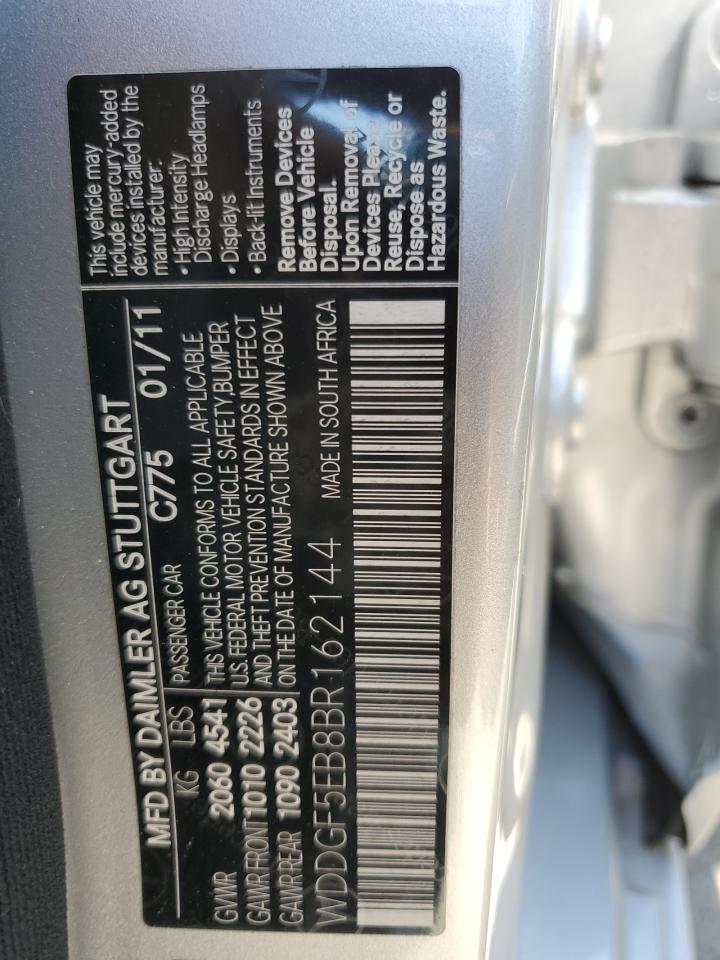 MFD BY DAIMLER AG STUTTGART
KG LBS PASSENGER CAR C775 01/11
GVWR 2060 4541
GAWR FRONT 1010 2226
GAWR REAR 1090 2403
THIS VEHICLE CONFORMS TO ALL APPLICABLE
U.S. FEDERAL MOTOR VEHICLE SAFETY, BUMPER
AND THEFT PREVENTION STANDARDS IN EFFECT
ON THE DATE OF MANUFACTURE SHOWN ABOVE
WDDGF5EB8BR162144 MADE IN SOUTH AFRICA
This vehicle may
include mercury-added
devices installed by the
manufacturer:
• High Intensity
Discharge Headlamps
• Displays
• Back-lit Instruments
Remove Devices
Before Vehicle
Disposal.
Upon Removal of
Devices Please
Reuse, Recycle or
Dispose as
Hazardous Waste.